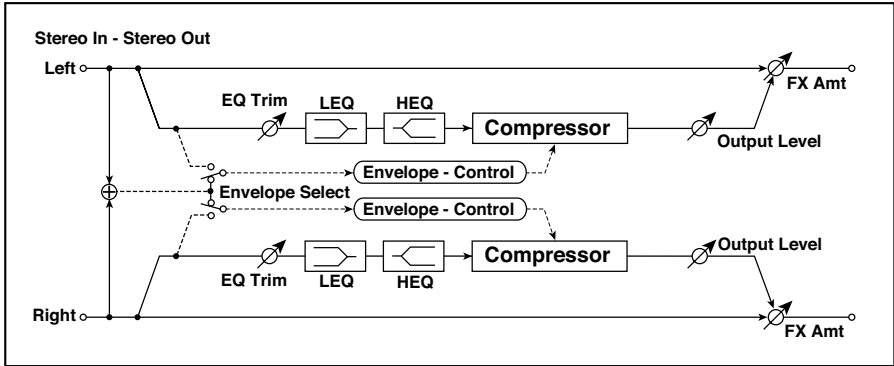 Stereo In - Stereo Out
Left
FX Amt
EQ Trim
LEQ
HEQ
Compressor
Output Level
Envelope - Control
Envelope Select
Envelope - Control
Output Level
EQ Trim
LEQ
HEQ
Compressor
Right
FX Amt